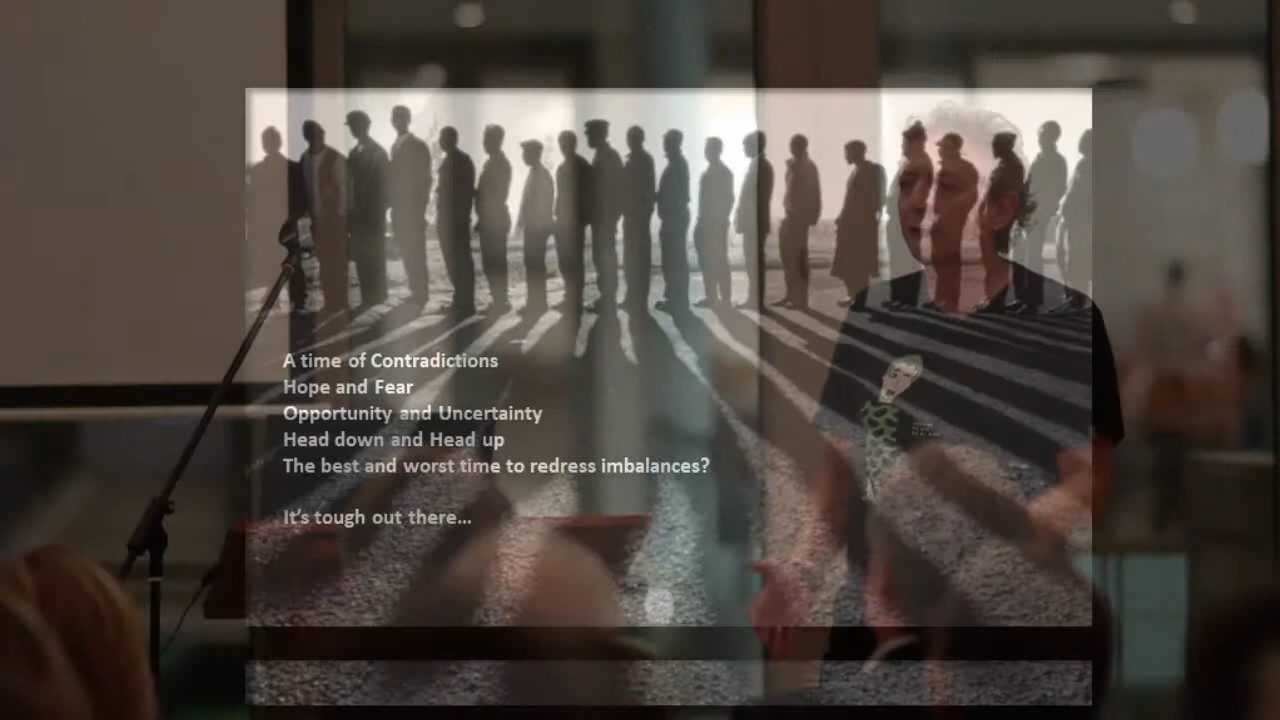 A time of Contradictions
Hope and Fear
Opportunity and Uncertainty
Head down and Head up
The best and worst time to redress imbalances?
It's tough out there...